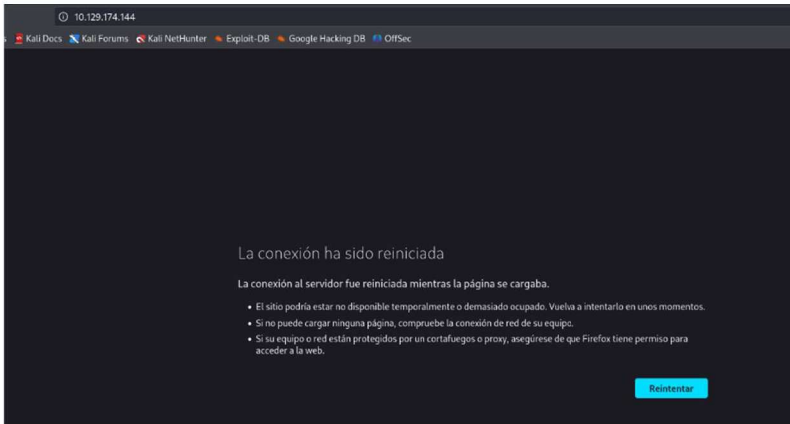 10.129.174.144
s Kali Docs Kali Forums Kali NetHunter Exploit-DB Google Hacking DB OffSec
La conexión ha sido reiniciada
La conexión al servidor fue reiniciada mientras la página se cargaba.
• El sitio podría estar no disponible temporalmente o demasiado ocupado. Vuelva a intentarlo en unos momentos.
• Si no puede cargar ninguna página, compruebe la conexión de red de su equipo.
• Si su equipo o red están protegidos por un cortafuegos o proxy, asegúrese de que Firefox tiene permiso para
acceder a la web.
Reintentar